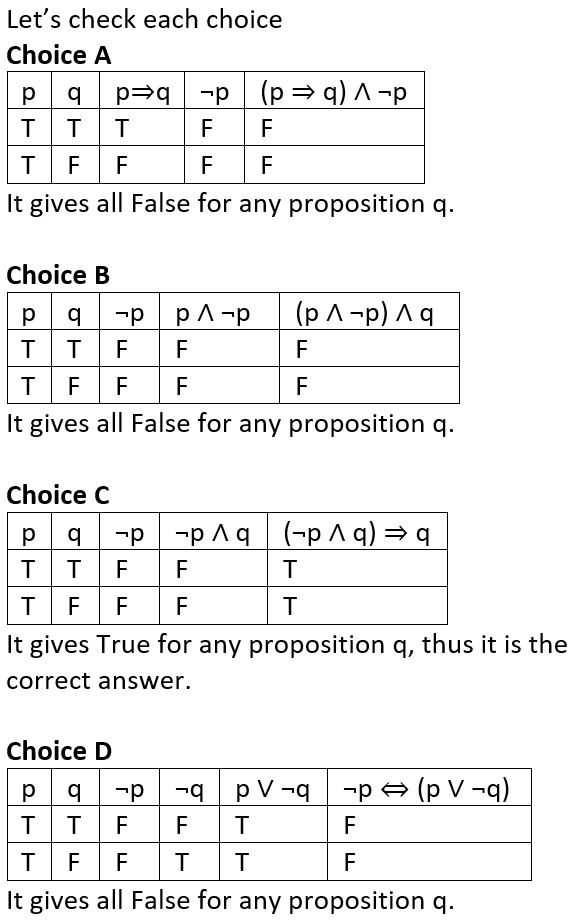 Let’s check each choice
Choice A
p q p⇒q ¬p (p ⇒ q) ∧ ¬p
T T T F F
T F F F F
It gives all False for any proposition q.
Choice B
p q ¬p p ∧ ¬p (p ∧ ¬p) ∧ q
T T F F F
T F F F F
It gives all False for any proposition q.
Choice C
p q ¬p ¬p ∧ q (¬p ∧ q) ⇒ q
T T F F T
T F F F T
It gives True for any proposition q, thus it is the
correct answer.
Choice D
p q ¬p ¬q p ∨ ¬q ¬p ⇔ (p ∨ ¬q)
T T F F T F
T F F T T F
It gives all False for any proposition q.